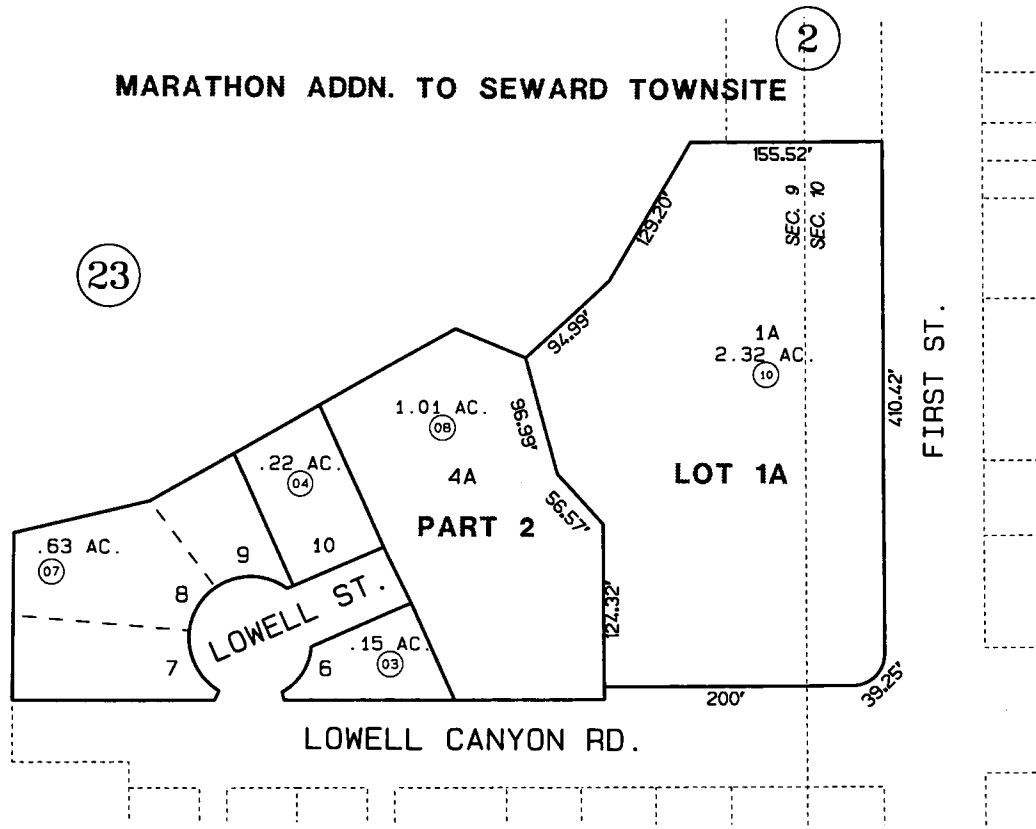 2
MARATHON ADDN. TO SEWARD TOWNSITE
155.52'
129.20'
SEC. 9
SEC. 10
23
94.99'
1A
2.32 AC.
10
FIRST ST.
410.42'
1.01 AC.
08
96.99'
.22 AC.
04
4A
LOT 1A
56.57'
PART 2
.63 AC.
07
9
10
8
LOWELL ST.
124.32'
.15 AC.
03
7
6
200'
39.25'
LOWELL CANYON RD.